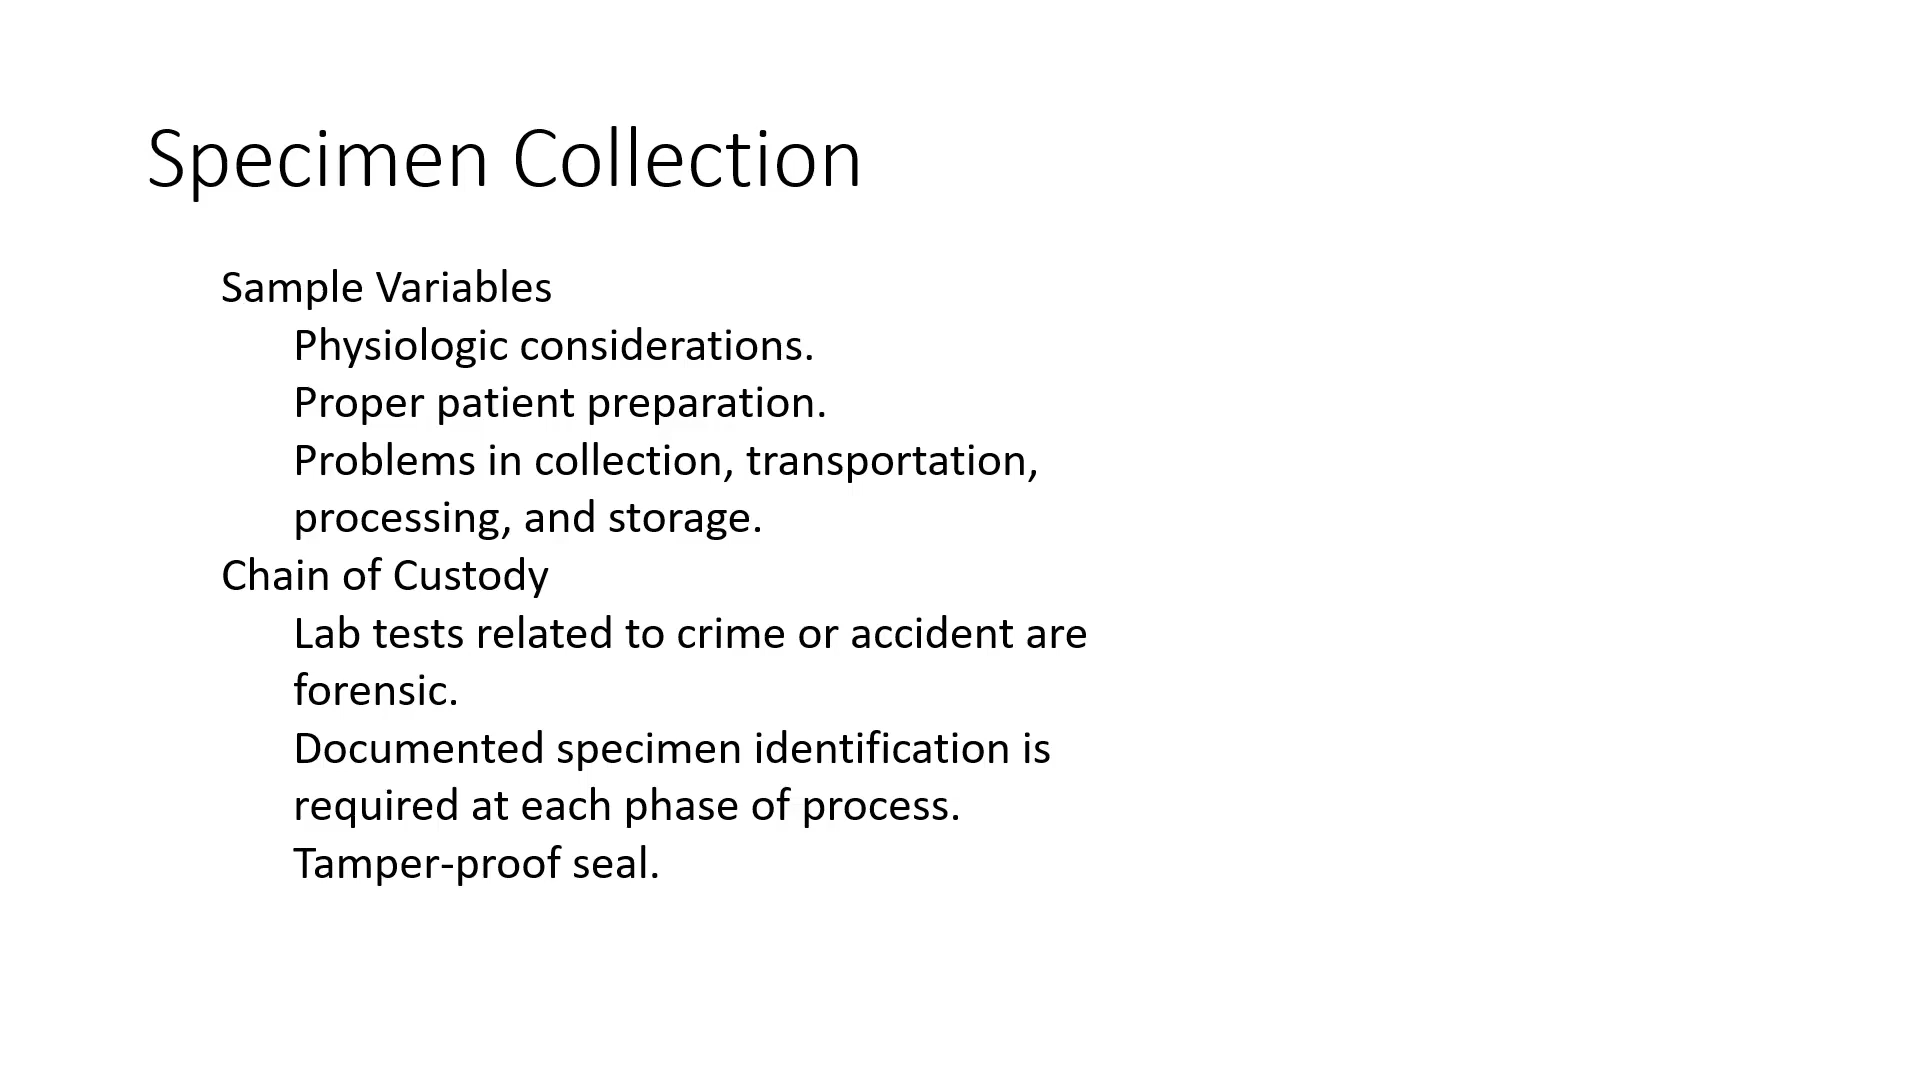 Specimen Collection
Sample Variables
Physiologic considerations.
Proper patient preparation.
Problems in collection, transportation,
processing, and storage.
Chain of Custody
Lab tests related to crime or accident are
forensic.
Documented specimen identification is
required at each phase of process.
Tamper-proof seal.